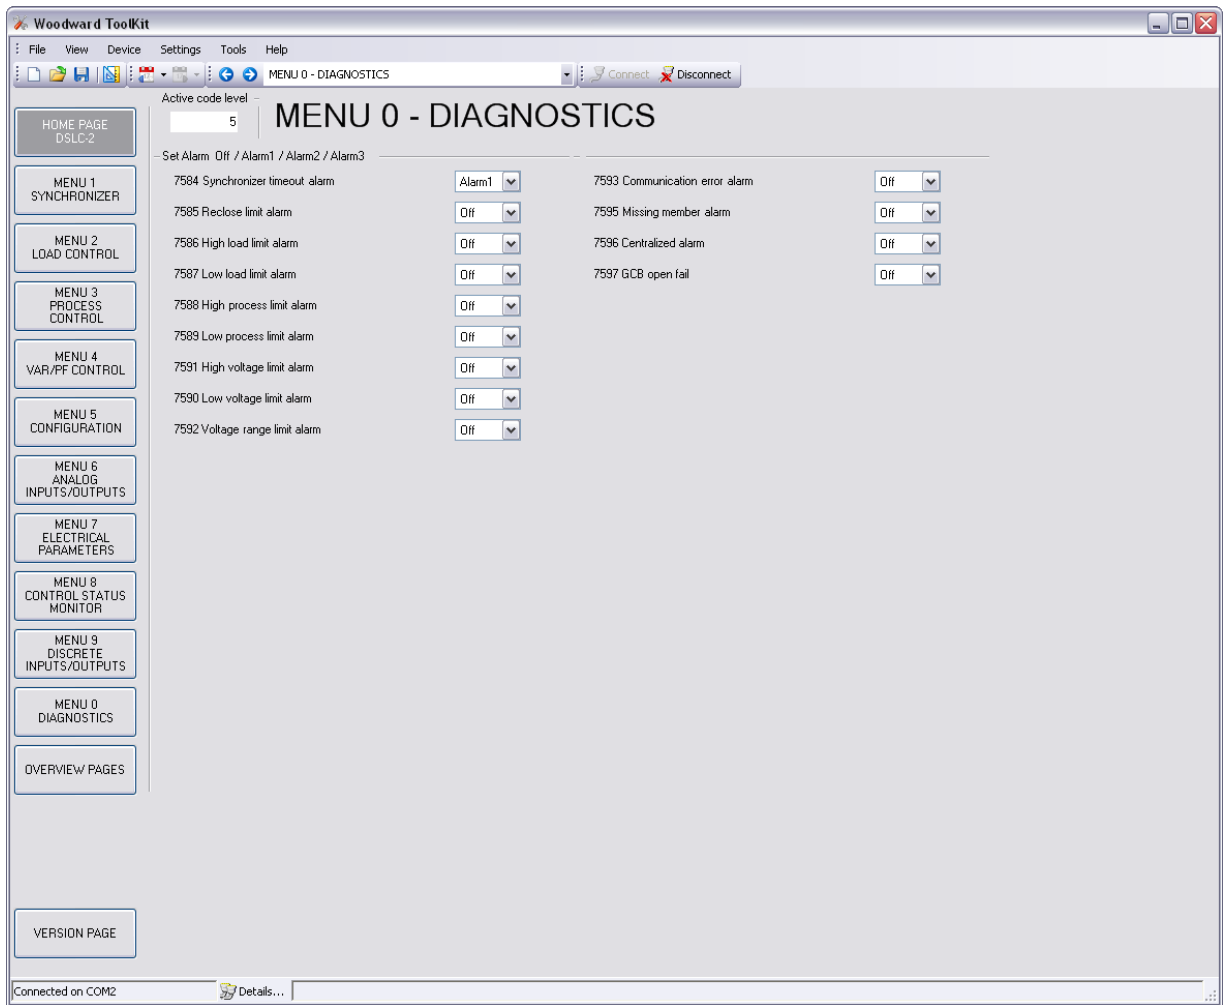 Woodward ToolKit
File View Device Settings Tools Help
MENU 0 - DIAGNOSTICS Connect Disconnect
HOME PAGE
DSLC-2
MENU 1
SYNCHRONIZER
MENU 2
LOAD CONTROL
MENU 3
PROCESS
CONTROL
MENU 4
VAR/PF CONTROL
MENU 5
CONFIGURATION
MENU 6
ANALOG
INPUTS/OUTPUTS
MENU 7
ELECTRICAL
PARAMETERS
MENU 8
CONTROL STATUS
MONITOR
MENU 9
DISCRETE
INPUTS/OUTPUTS
MENU 0
DIAGNOSTICS
OVERVIEW PAGES
VERSION PAGE
Active code level
5
MENU 0 - DIAGNOSTICS
Set Alarm Off / Alarm1 / Alarm2 / Alarm3
7584 Synchronizer timeout alarm Alarm1
7585 Reclose limit alarm Off
7586 High load limit alarm Off
7587 Low load limit alarm Off
7588 High process limit alarm Off
7589 Low process limit alarm Off
7591 High voltage limit alarm Off
7590 Low voltage limit alarm Off
7592 Voltage range limit alarm Off
7593 Communication error alarm Off
7595 Missing member alarm Off
7596 Centralized alarm Off
7597 GCB open fail Off
Connected on COM2 Details...